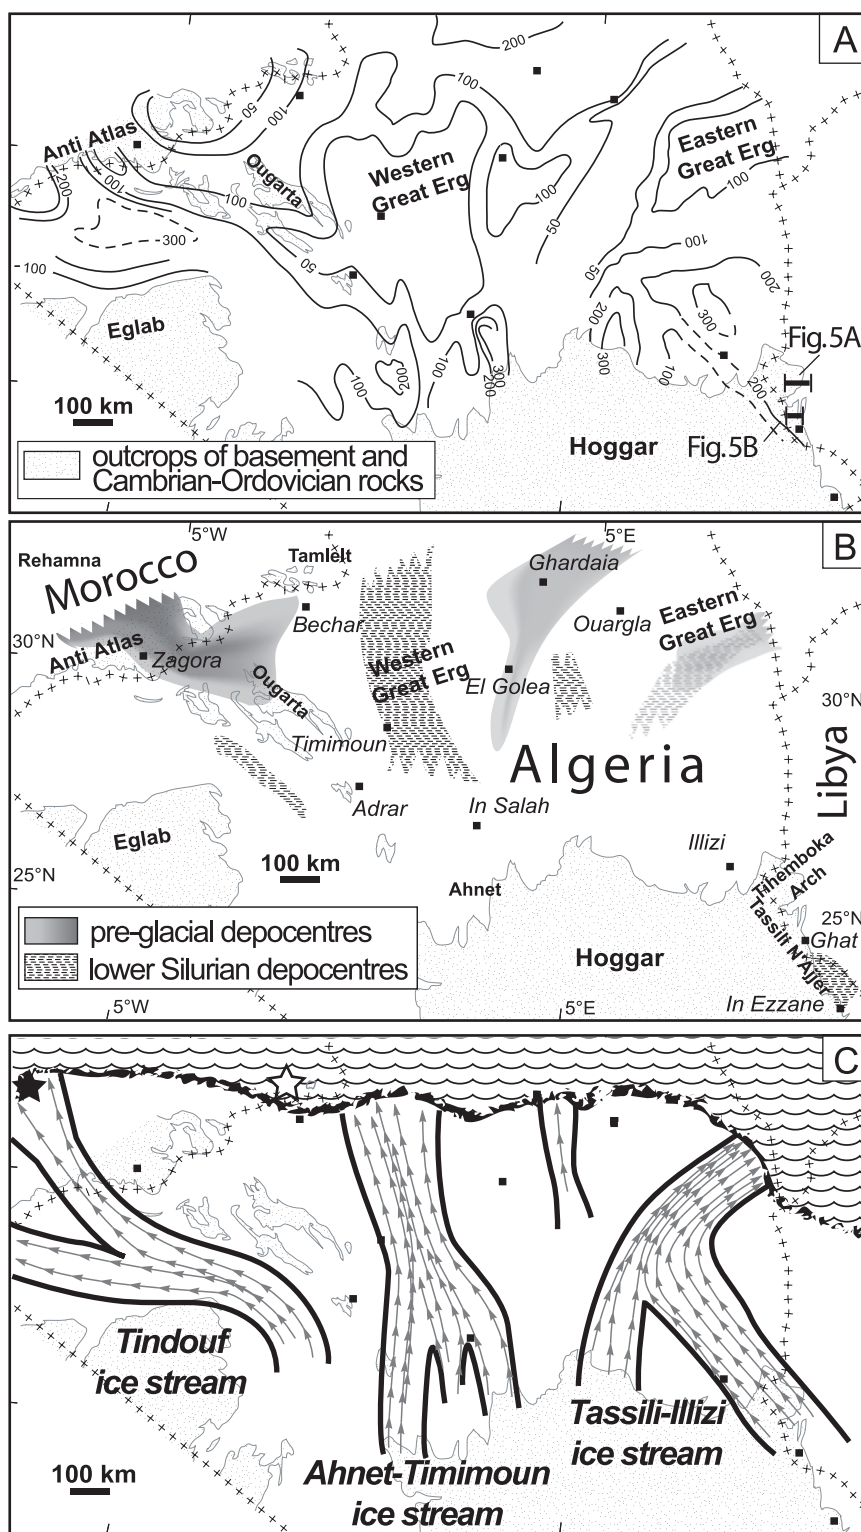 A
200
100
50
100
Anti Atlas
Ougarta
Western
Great Erg
Eastern
Great Erg
200
100
100
100
100
50
300
100
50
50
100
200
Eglab
200
300
300
100
200
100
100
200
300
200
Fig.5A
100 km
Hoggar
Fig.5B
outcrops of basement and
Cambrian-Ordovician rocks
B
5°W
5°E
Rehamna
Morocco
Tamlelt
Ghardaia
Bechar
Ouargla
Eastern
Great Erg
30°N
Anti Atlas
Zagora
Western
Great Erg
Ougarta
El Golea
30°N
Timimoun
Algeria
Libya
Adrar
In Salah
Eglab
100 km
Illizi
25°N
Ahnet
Tihemboka
Arch
Tassili N'Ajjer
25°N
Ghat
pre-glacial depocentres
lower Silurian depocentres
Hoggar
In Ezzane
5°W
5°E
C
Tindouf
ice stream
Tassili-Illizi
ice stream
Ahnet-Timimoun
ice stream
100 km